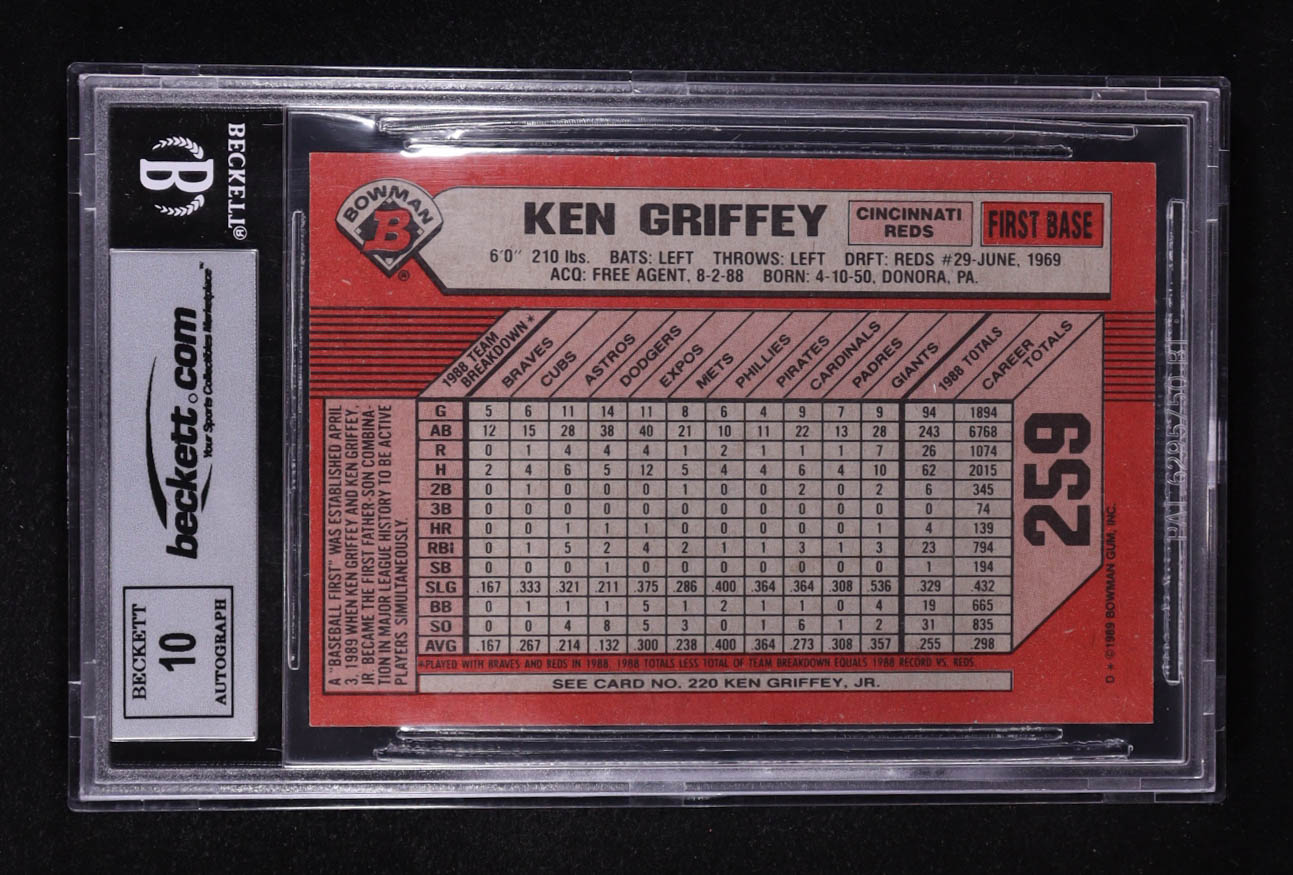 BECKETT®
B
beckett.com™
Your Sports Collectibles Marketplace™
BECKETT
10
AUTOGRAPH
BOWMAN
B
®
KEN GRIFFEY
CINCINNATI
REDS
FIRST BASE
6'0" 210 lbs. BATS: LEFT THROWS: LEFT DRFT: REDS #29-JUNE, 1969
ACQ: FREE AGENT, 8-2-88 BORN: 4-10-50, DONORA, PA.
1988 TEAM BREAKDOWN* BRAVES CUBS ASTROS DODGERS EXPOS METS PHILLIES PIRATES CARDINALS PADRES GIANTS 1988 TOTALS CAREER TOTALS
G 5 6 11 14 11 8 6 4 9 7 9 94 1894
AB 12 15 28 38 40 21 10 11 22 13 28 243 6768
R 0 1 4 4 4 1 2 1 1 1 7 26 1074
H 2 4 6 5 12 5 4 4 6 4 10 62 2015
2B 0 1 0 0 0 1 0 0 2 0 2 6 345
3B 0 0 0 0 0 0 0 0 0 0 0 0 74
HR 0 0 1 1 1 0 0 0 0 0 1 4 139
RBi 0 1 5 2 4 2 1 1 3 1 3 23 794
SB 0 0 0 1 0 0 0 0 0 0 0 1 194
SLG .167 .333 .321 .211 .375 .286 .400 .364 .364 .308 .536 .329 .432
BB 0 1 1 1 5 1 2 1 1 0 4 19 665
SO 0 0 4 8 5 3 0 1 6 1 2 31 835
AVG .167 .267 .214 .132 .300 .238 .400 .364 .273 .308 .357 .255 .298
*PLAYED WITH BRAVES AND REDS IN 1988. 1988 TOTALS LESS TOTAL OF TEAM BREAKDOWN EQUALS 1988 RECORD VS. REDS.
SEE CARD NO. 220 KEN GRIFFEY, JR.
A "BASEBALL FIRST" WAS ESTABLISHED APRIL
3, 1989 WHEN KEN GRIFFEY AND KEN GRIFFEY,
JR. BECAME THE FIRST FATHER-SON COMBINA-
TION IN MAJOR LEAGUE HISTORY TO BE ACTIVE
PLAYERS SIMULTANEOUSLY.
259
D * ©1989 BOWMAN GUM, INC.